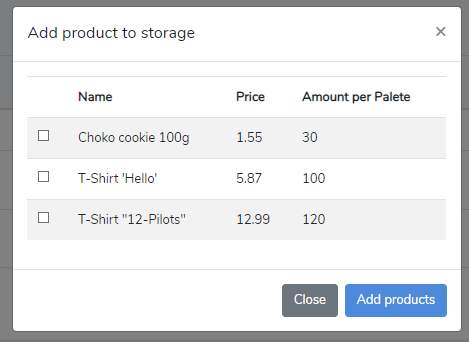 Add product to storage ×
Name Price Amount per Palete
Choko cookie 100g 1.55 30
T-Shirt 'Hello' 5.87 100
T-Shirt "12-Pilots" 12.99 120
Close Add products